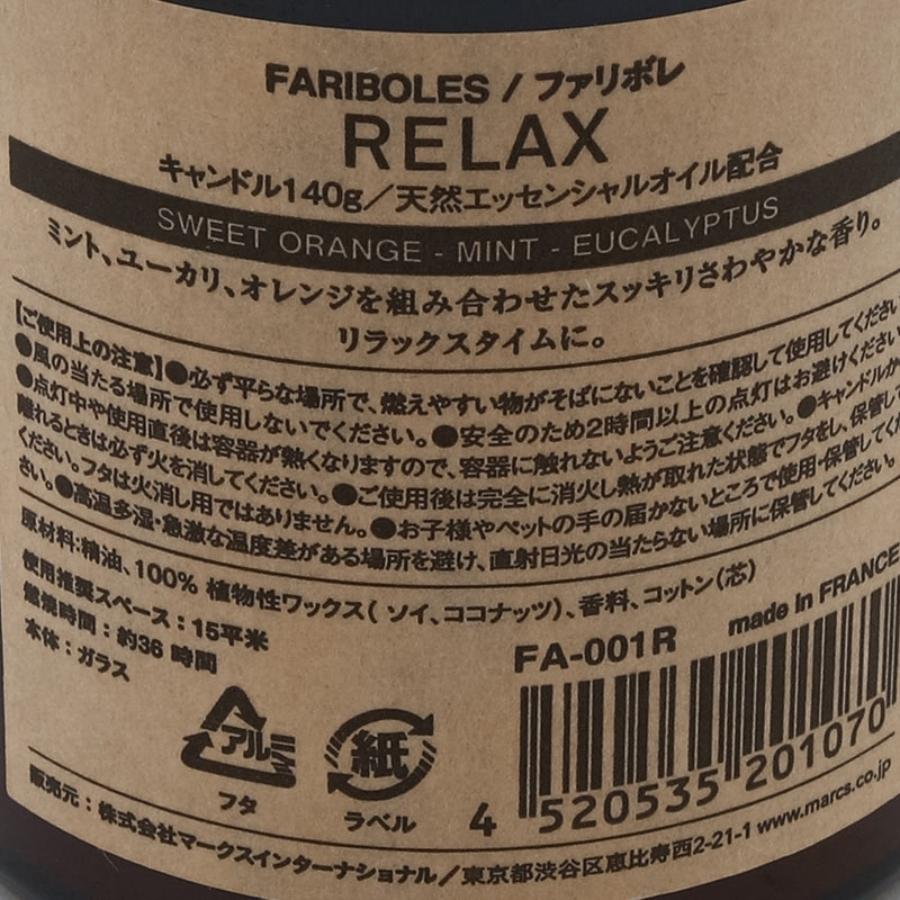 FARIBOLES / ファリボレ
RELAX
キャンドル140g／天然エッセンシャルオイル配合
SWEET ORANGE - MINT - EUCALYPTUS
ミント、ユーカリ、オレンジを組み合わせたスッキリさわやかな香り。
リラックスタイムに。
【ご使用上の注意】●必ず平らな場所で、燃えやすい物がそばにないことを確認して使用してください
●風の当たる場所で使用しないでください。●安全のため2時間以上の点灯はお避けください
●点灯中や使用直後は容器が熱くなりますので、容器に触れないようご注意ください。●キャンドルか
離れるときは必ず火を消してください。●ご使用後は完全に消火し熱が取れた状態でフタをし、保管して
ください。フタは火消し用ではありません。●お子様やペットの手の届かないところで使用・保管してくだ
さい。●高温多湿・急激な温度差がある場所を避け、直射日光の当たらない場所に保管してください。
原材料:精油、100% 植物性ワックス( ソイ、ココナッツ)、香料、コットン(芯)
使用推奨スペース：15平米
燃焼時間：約36 時間
本体：ガラス
made in FRANCE
FA-001R
アルミ
フタ
紙
ラベル
4 520535 201070
販売元：株式会社マークスインターナショナル／東京都渋谷区恵比寿西2-21-1 www.marcs.co.jp